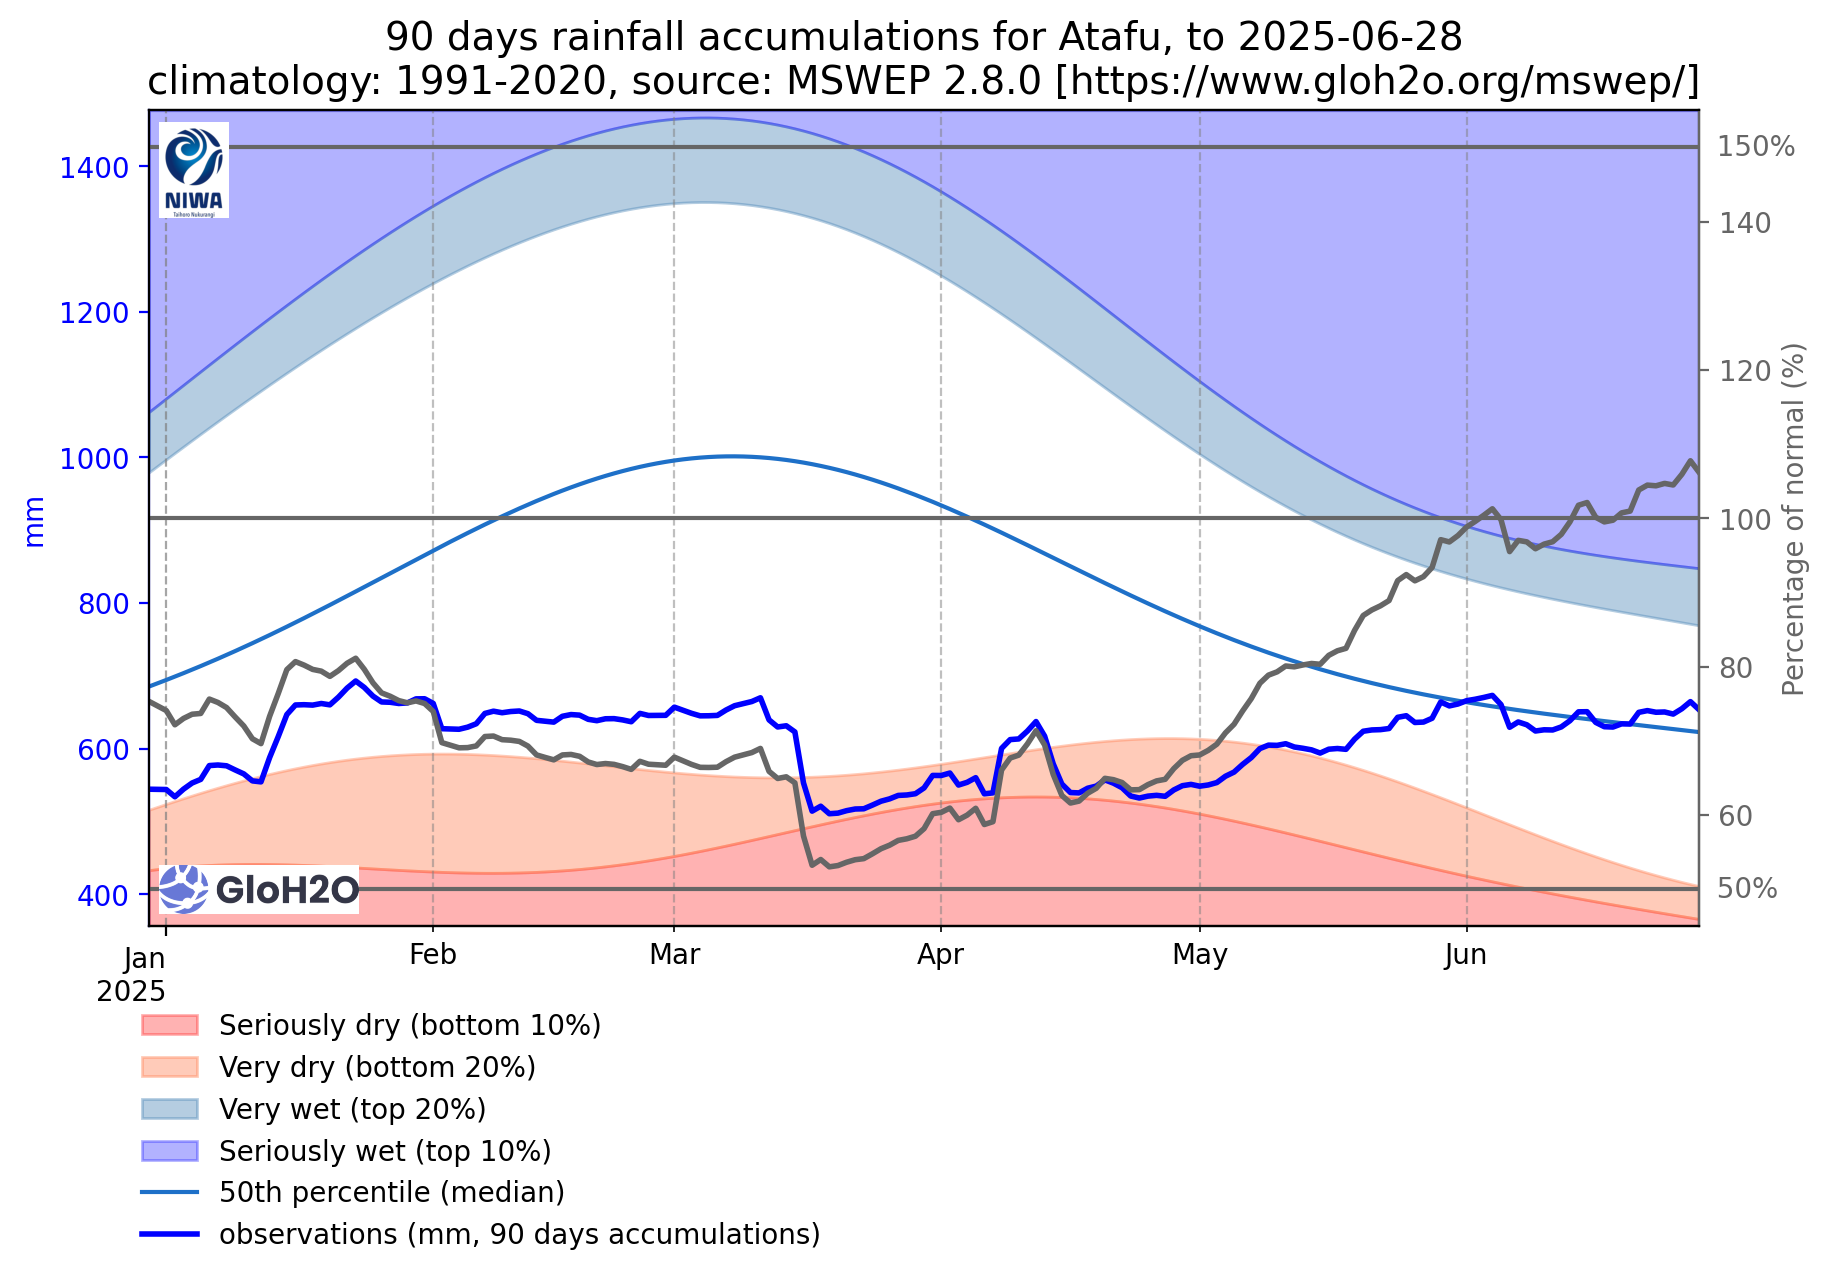 90 days rainfall accumulations for Atafu, to 2025-06-28
climatology: 1991-2020, source: MSWEP 2.8.0 [https://www.gloh2o.org/mswep/]
NIWA
Taihoro Nukurangi
1400
1200
1000
800
600
400
mm
150%
140
120
100
80
60
50%
Percentage of normal (%)
GloH2O
Jan
2025
Feb
Mar
Apr
May
Jun
Seriously dry (bottom 10%)
Very dry (bottom 20%)
Very wet (top 20%)
Seriously wet (top 10%)
50th percentile (median)
observations (mm, 90 days accumulations)